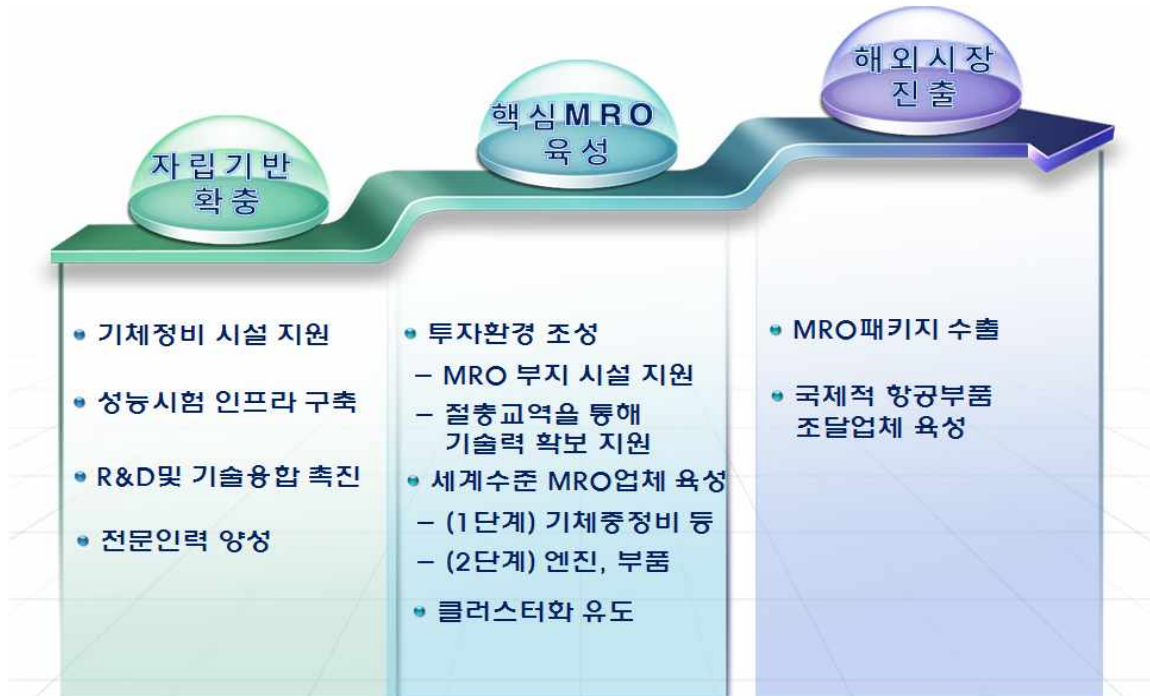 자립기반
확충
• 기체정비 시설 지원
• 성능시험 인프라 구축
• R&D및 기술융합 촉진
• 전문인력 양성
핵심MRO
육성
• 투자환경 조성
– MRO 부지 시설 지원
– 절충교역을 통해
기술력 확보 지원
• 세계수준 MRO업체 육성
– (1단계) 기체중정비 등
– (2단계) 엔진, 부품
• 클러스터화 유도
해외시장
진출
• MRO패키지 수출
• 국제적 항공부품
조달업체 육성